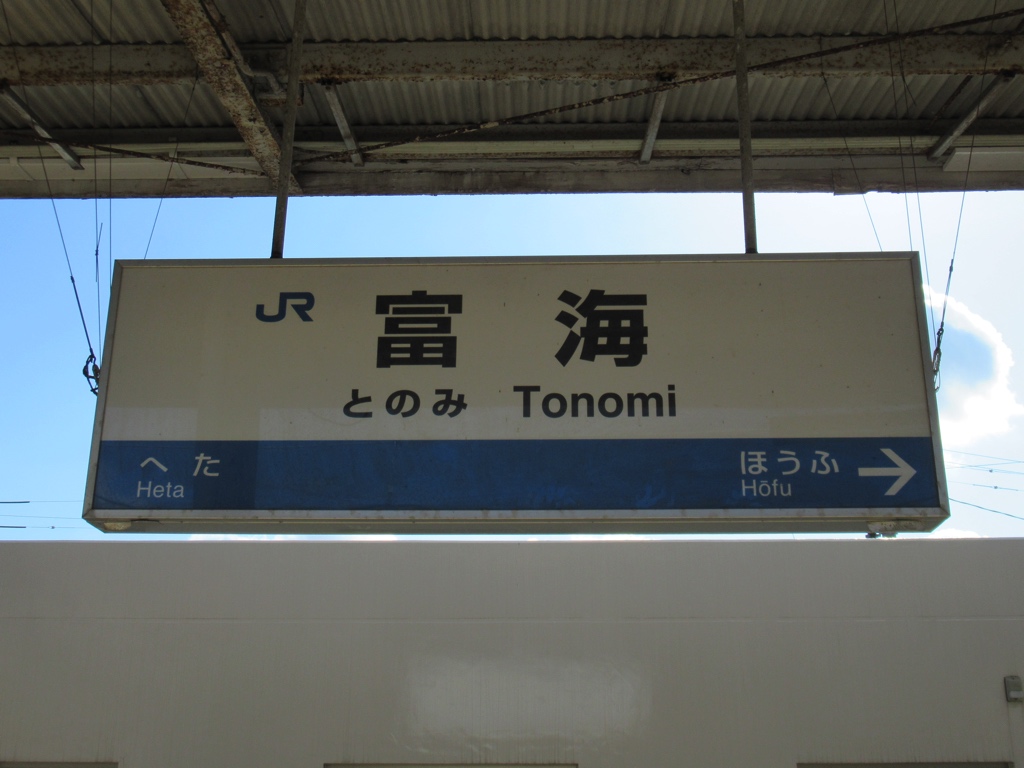 JR 富海
とのみ Tonomi
へた ほうふ →
Heta Hōfu